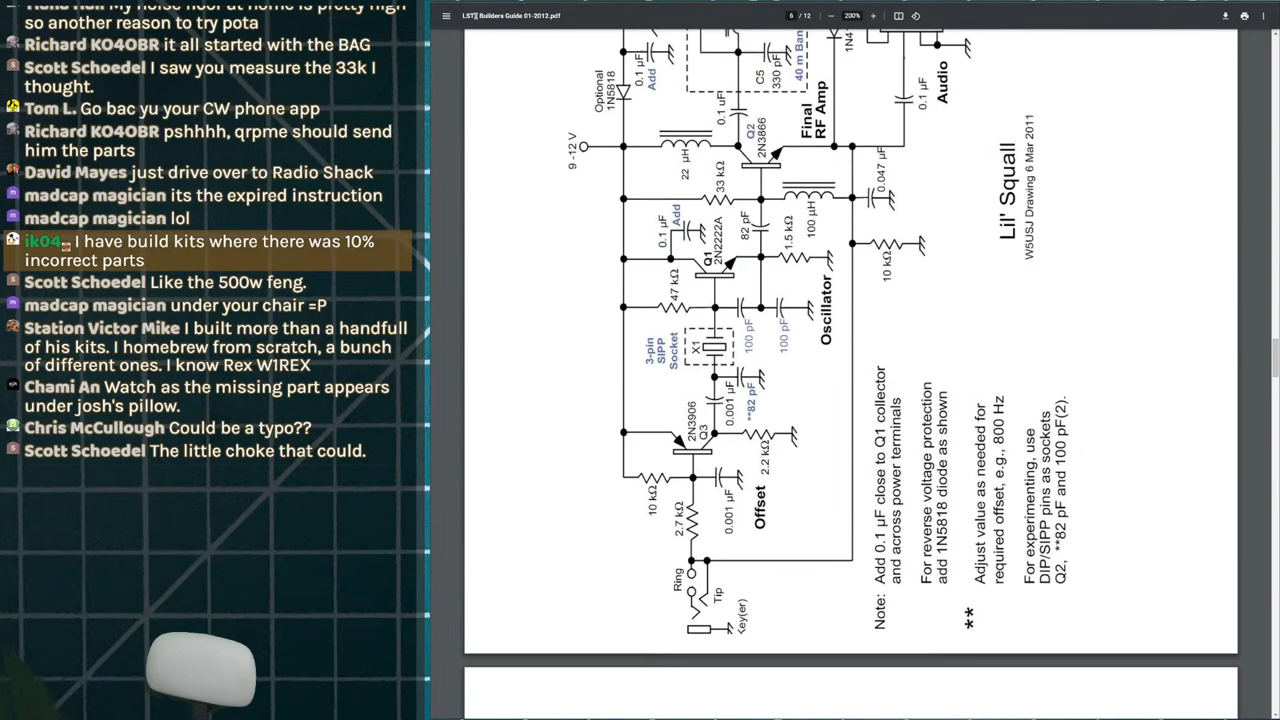 so another reason to try pota
Richard KO4OBR it all started with the BAG
Scott Schoedel I saw you measure the 33k I
thought.
Tom L. Go bac yu your CW phone app
Richard KO4OBR pshhhh, qrpme should send
him the parts
David Mayes just drive over to Radio Shack
madcap magician its the expired instruction
madcap magician lol
I have build kits where there was 10%
incorrect parts
Scott Schoedel Like the 500w feng.
madcap magician under your chair =P
Station Victor Mike I built more than a handfull
of his kits. I homebrew from scratch, a bunch
of different ones. I know Rex W1REX
Chami An Watch as the missing part appears
under josh's pillow.
Chris McCullough Could be a typo??
Scott Schoedel The little choke that could.
LST][ Builders Guide 01-2012.pdf
6 / 12
200%
Optional
1N5818
0.1 µF
Add
C5
330 pF
40 m Ban
Final
RF Amp
0.1 µF
Audio
9 -12 V
22 µH
0.1 uF
Q2
2N3866
33 kΩ
100 µH
0.047 µF
0.1 µF
Add
Q1
2N2222A
82 pF
1.5 kΩ
10 kΩ
47 kΩ
100 pF
100 pF
Oscillator
3-pin
SIPP
Socket
X1
0.001 µF
**82 pF
2N3906
Q3
2.2 kΩ
10 kΩ
2.7 kΩ
0.001 µF
Offset
Ring
Tip
Lil' Squall
W5USJ Drawing 6 Mar 2011
Note: Add 0.1 µF close to Q1 collector
and across power terminals
For reverse voltage protection
add 1N5818 diode as shown
** Adjust value as needed for
required offset, e.g., 800 Hz
For experimenting, use
DIP/SIPP pins as sockets
Q2, **82 pF and 100 pF(2).